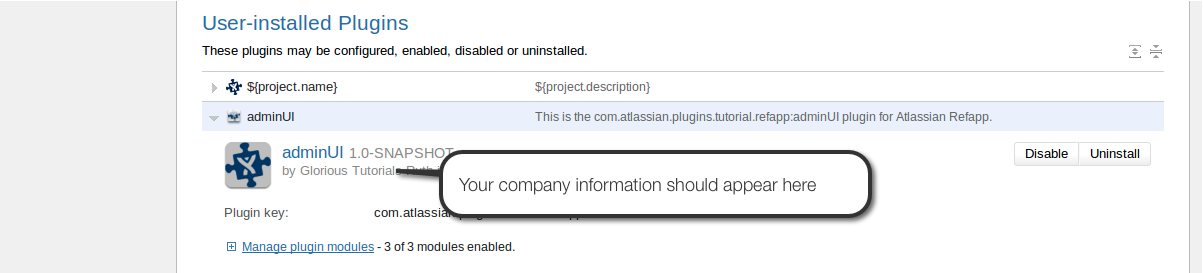 User-installed Plugins
These plugins may be configured, enabled, disabled or uninstalled.
${project.name} ${project.description}
adminUI This is the com.atlassian.plugins.tutorial.refapp:adminUI plugin for Atlassian Refapp.
adminUI 1.0-SNAPSHOT
by Glorious Tutorials
Disable Uninstall
Your company information should appear here
Plugin key: com.atlassian
Manage plugin modules - 3 of 3 modules enabled.